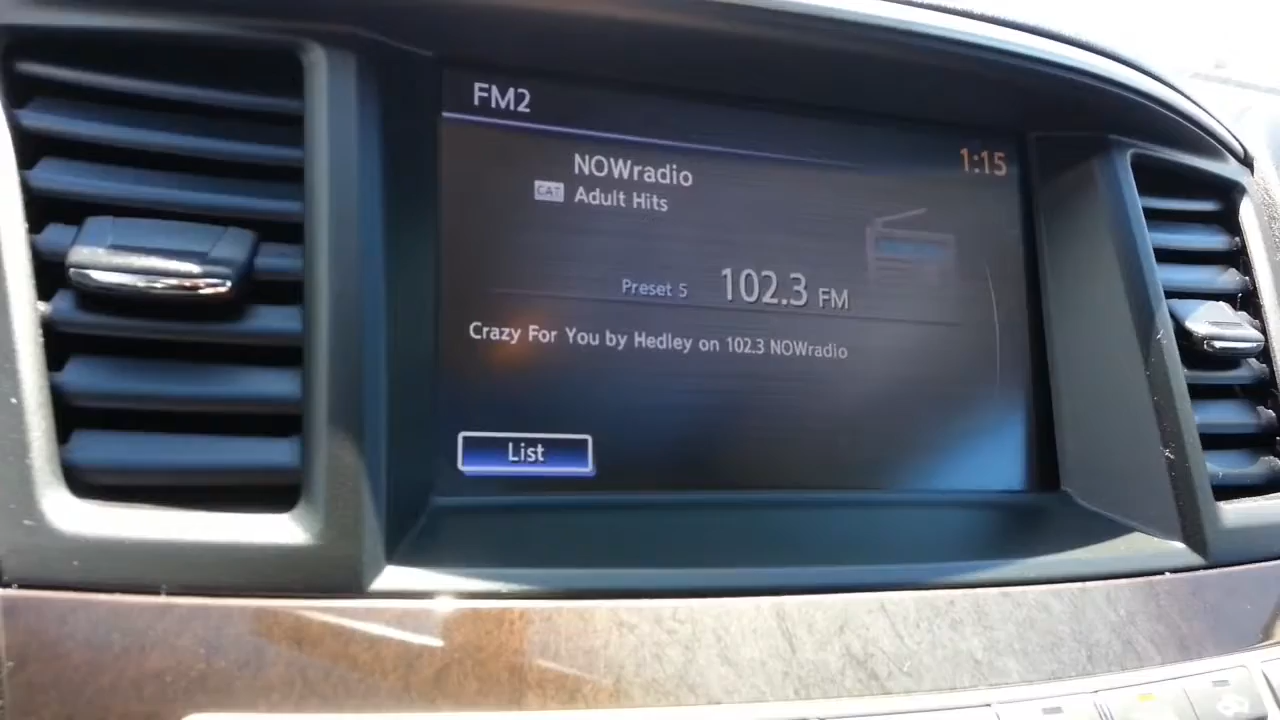 FM2
1:15
NOWradio
CAT
Adult Hits
Preset 5 102.3 FM
Crazy For You by Hedley on 102.3 NOWradio
List